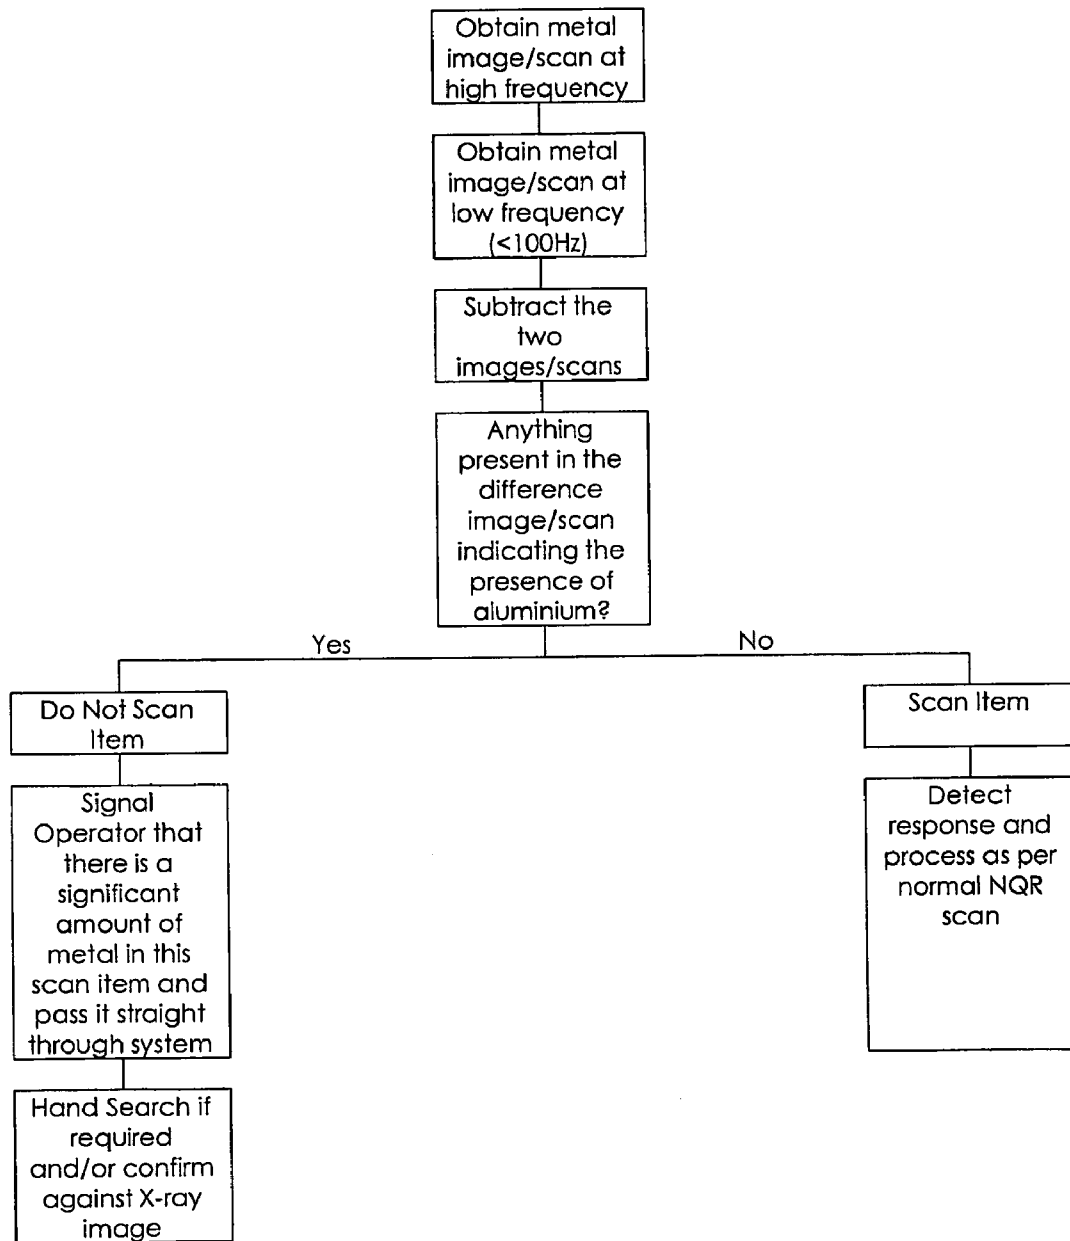 Obtain metal
image/scan at
high frequency
Obtain metal
image/scan at
low frequency
(<100Hz)
Subtract the
two
images/scans
Anything
present in the
difference
image/scan
indicating the
presence of
aluminium?
Yes
No
Do Not Scan
Item
Signal
Operator that
there is a
significant
amount of
metal in this
scan item and
pass it straight
through system
Hand Search if
required
and/or confirm
against X-ray
image
Scan Item
Detect
response and
process as per
normal NQR
scan